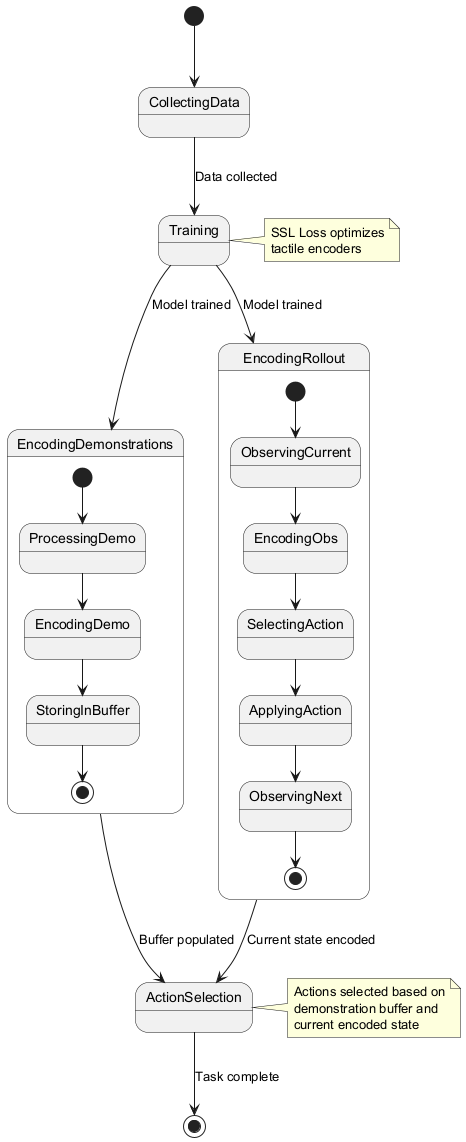 CollectingData
Data collected
Training
SSL Loss optimizes
tactile encoders
Model trained
Model trained
EncodingRollout
ObservingCurrent
EncodingObs
SelectingAction
ApplyingAction
ObservingNext
EncodingDemonstrations
ProcessingDemo
EncodingDemo
StoringInBuffer
Buffer populated
Current state encoded
ActionSelection
Actions selected based on
demonstration buffer and
current encoded state
Task complete